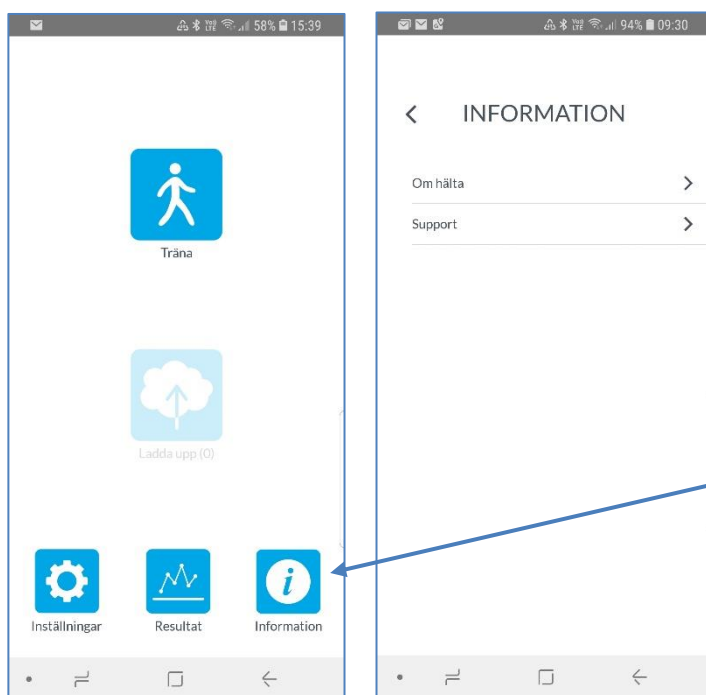 58% 15:39
Träna
Ladda upp (0)
Inställningar
Resultat
Information
94% 09:30
INFORMATION
Om hälta
Support